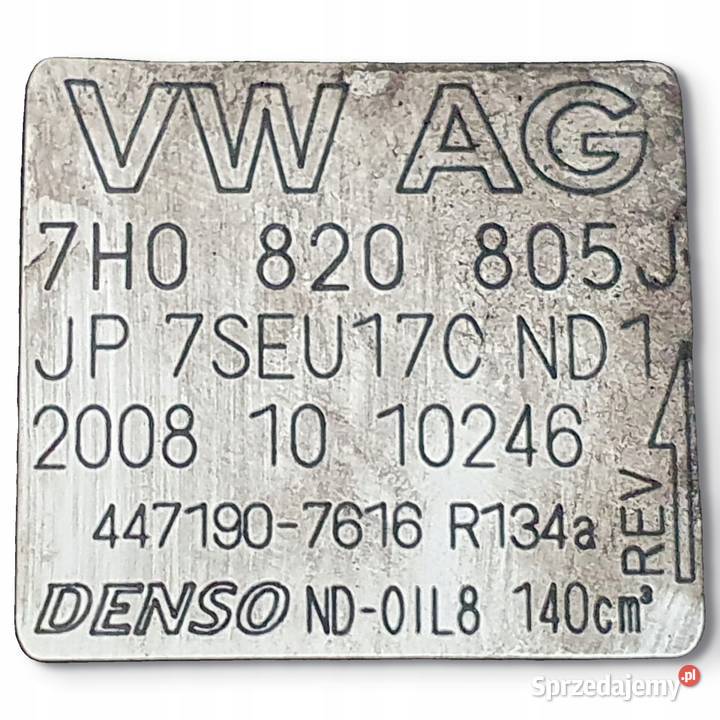 VW AG
7H0 820 805J
JP 7SEU17C ND1
2008 10 10246
447190-7616 R134a
REV
DENSO ND-OIL8 140cm³
Sprzedajemy.pl